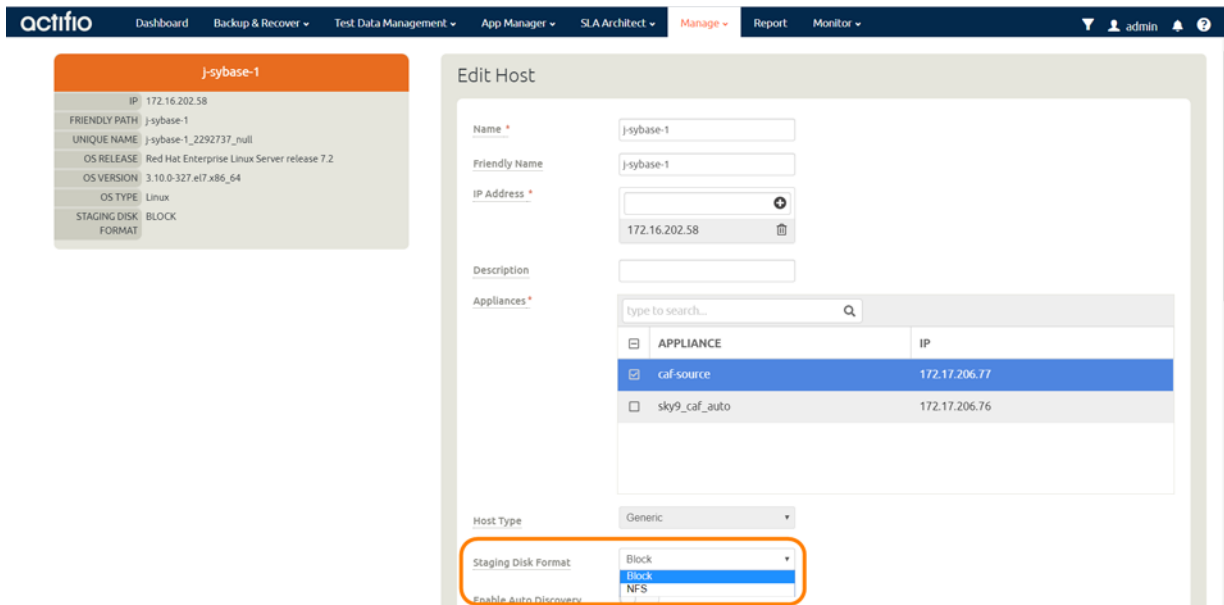 actifio Dashboard Backup & Recover Test Data Management App Manager SLA Architect Manage Report Monitor admin
j-sybase-1
IP 172.16.202.58
FRIENDLY PATH j-sybase-1
UNIQUE NAME j-sybase-1_2292737_null
OS RELEASE Red Hat Enterprise Linux Server release 7.2
OS VERSION 3.10.0-327.el7.x86_64
OS TYPE Linux
STAGING DISK FORMAT BLOCK
Edit Host
Name * j-sybase-1
Friendly Name j-sybase-1
IP Address *
172.16.202.58
Description
Appliances *
type to search...
APPLIANCE IP
caf-source 172.17.206.77
sky9_caf_auto 172.17.206.76
Host Type Generic
Staging Disk Format Block
Block
NFS
Enable Auto Discovery